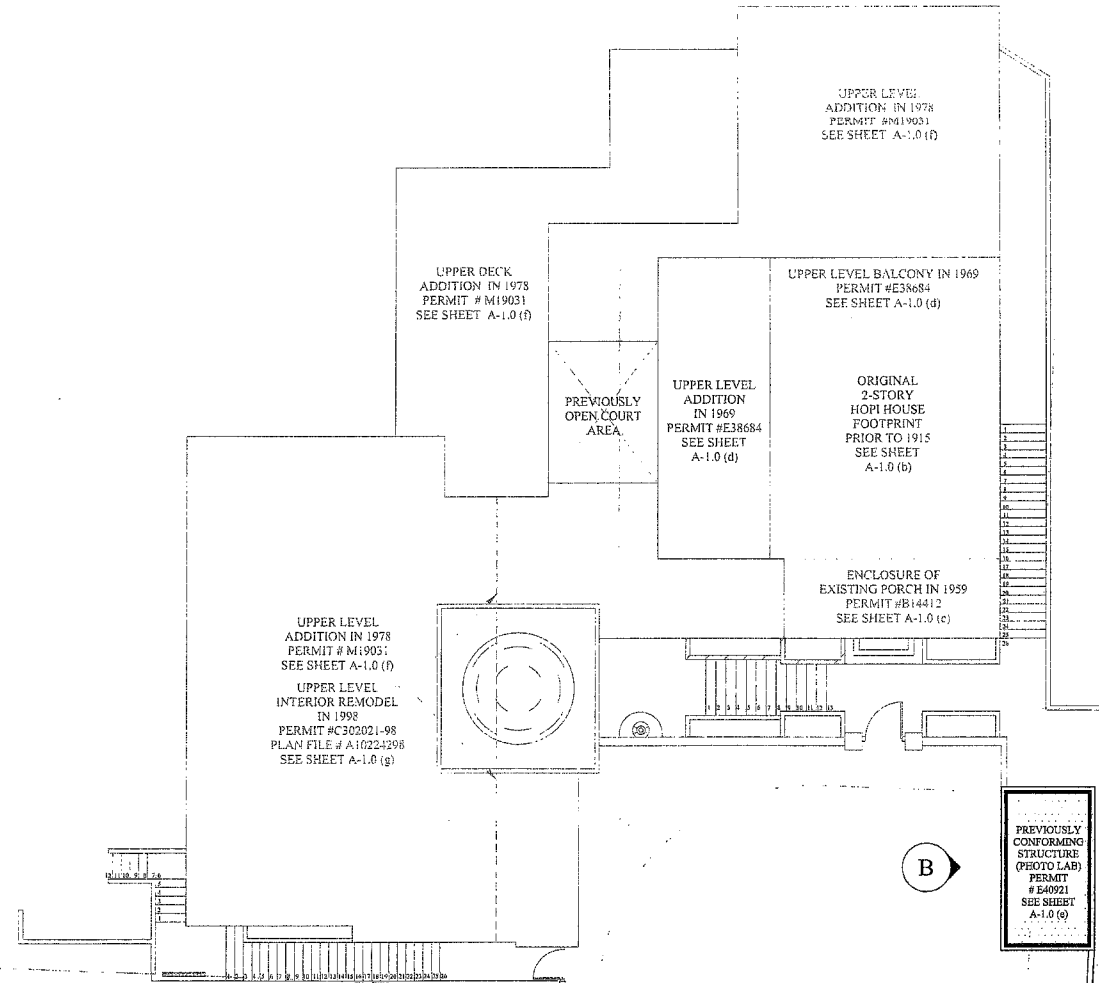 UPPER LEVEL
ADDITION IN 1978
PERMIT #M19031
SEE SHEET A-1.0 (f)
UPPER DECK
ADDITION IN 1978
PERMIT # M19031
SEE SHEET A-1.0 (f)
UPPER LEVEL BALCONY IN 1969
PERMIT #E38684
SEE SHEET A-1.0 (d)
PREVIOUSLY
OPEN COURT
AREA
UPPER LEVEL
ADDITION
IN 1969
PERMIT #E38684
SEE SHEET
A-1.0 (d)
ORIGINAL
2-STORY
HOPI HOUSE
FOOTPRINT
PRIOR TO 1915
SEE SHEET
A-1.0 (b)
ENCLOSURE OF
EXISTING PORCH IN 1959
PERMIT #B14412
SEE SHEET A-1.0 (c)
UPPER LEVEL
ADDITION IN 1978
PERMIT # M19031
SEE SHEET A-1.0 (f)
UPPER LEVEL
INTERIOR REMODEL
IN 1998
PERMIT #C302021-98
PLAN FILE # A10224298
SEE SHEET A-1.0 (g)
B
PREVIOUSLY
CONFORMING
STRUCTURE
(PHOTO LAB)
PERMIT
# E40921
SEE SHEET
A-1.0 (e)